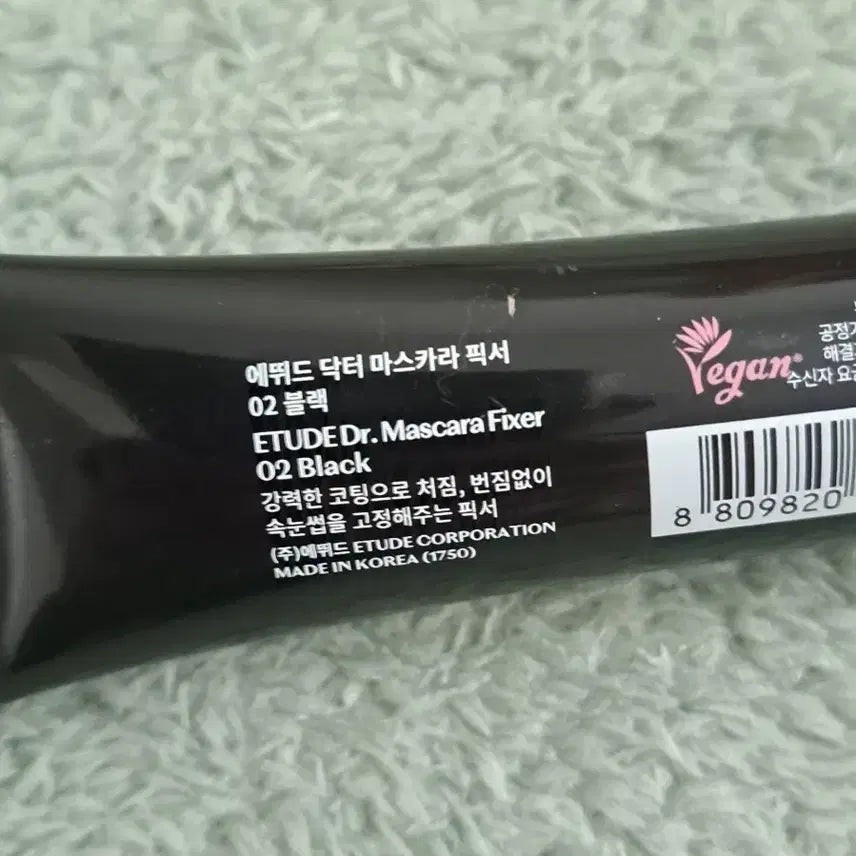 에뛰드 닥터 마스카라 픽서
02 블랙
ETUDE Dr. Mascara Fixer
02 Black
강력한 코팅으로 처짐, 번짐없이
속눈썹을 고정해주는 픽서
(주)에뛰드 ETUDE CORPORATION
MADE IN KOREA (1750)
Vegan®
수신자
8 809820